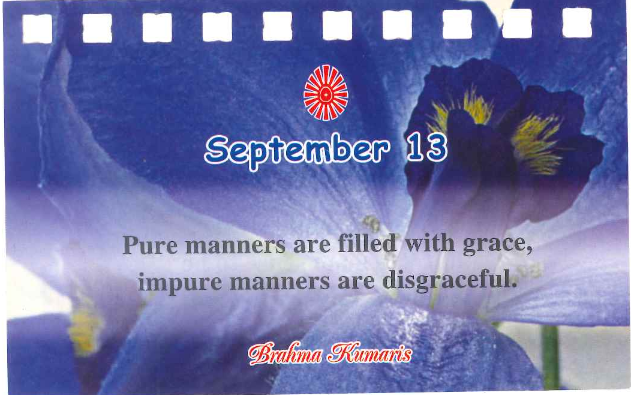 September 13
Pure manners are filled with grace,
impure manners are disgraceful.
Brahma Kumaris